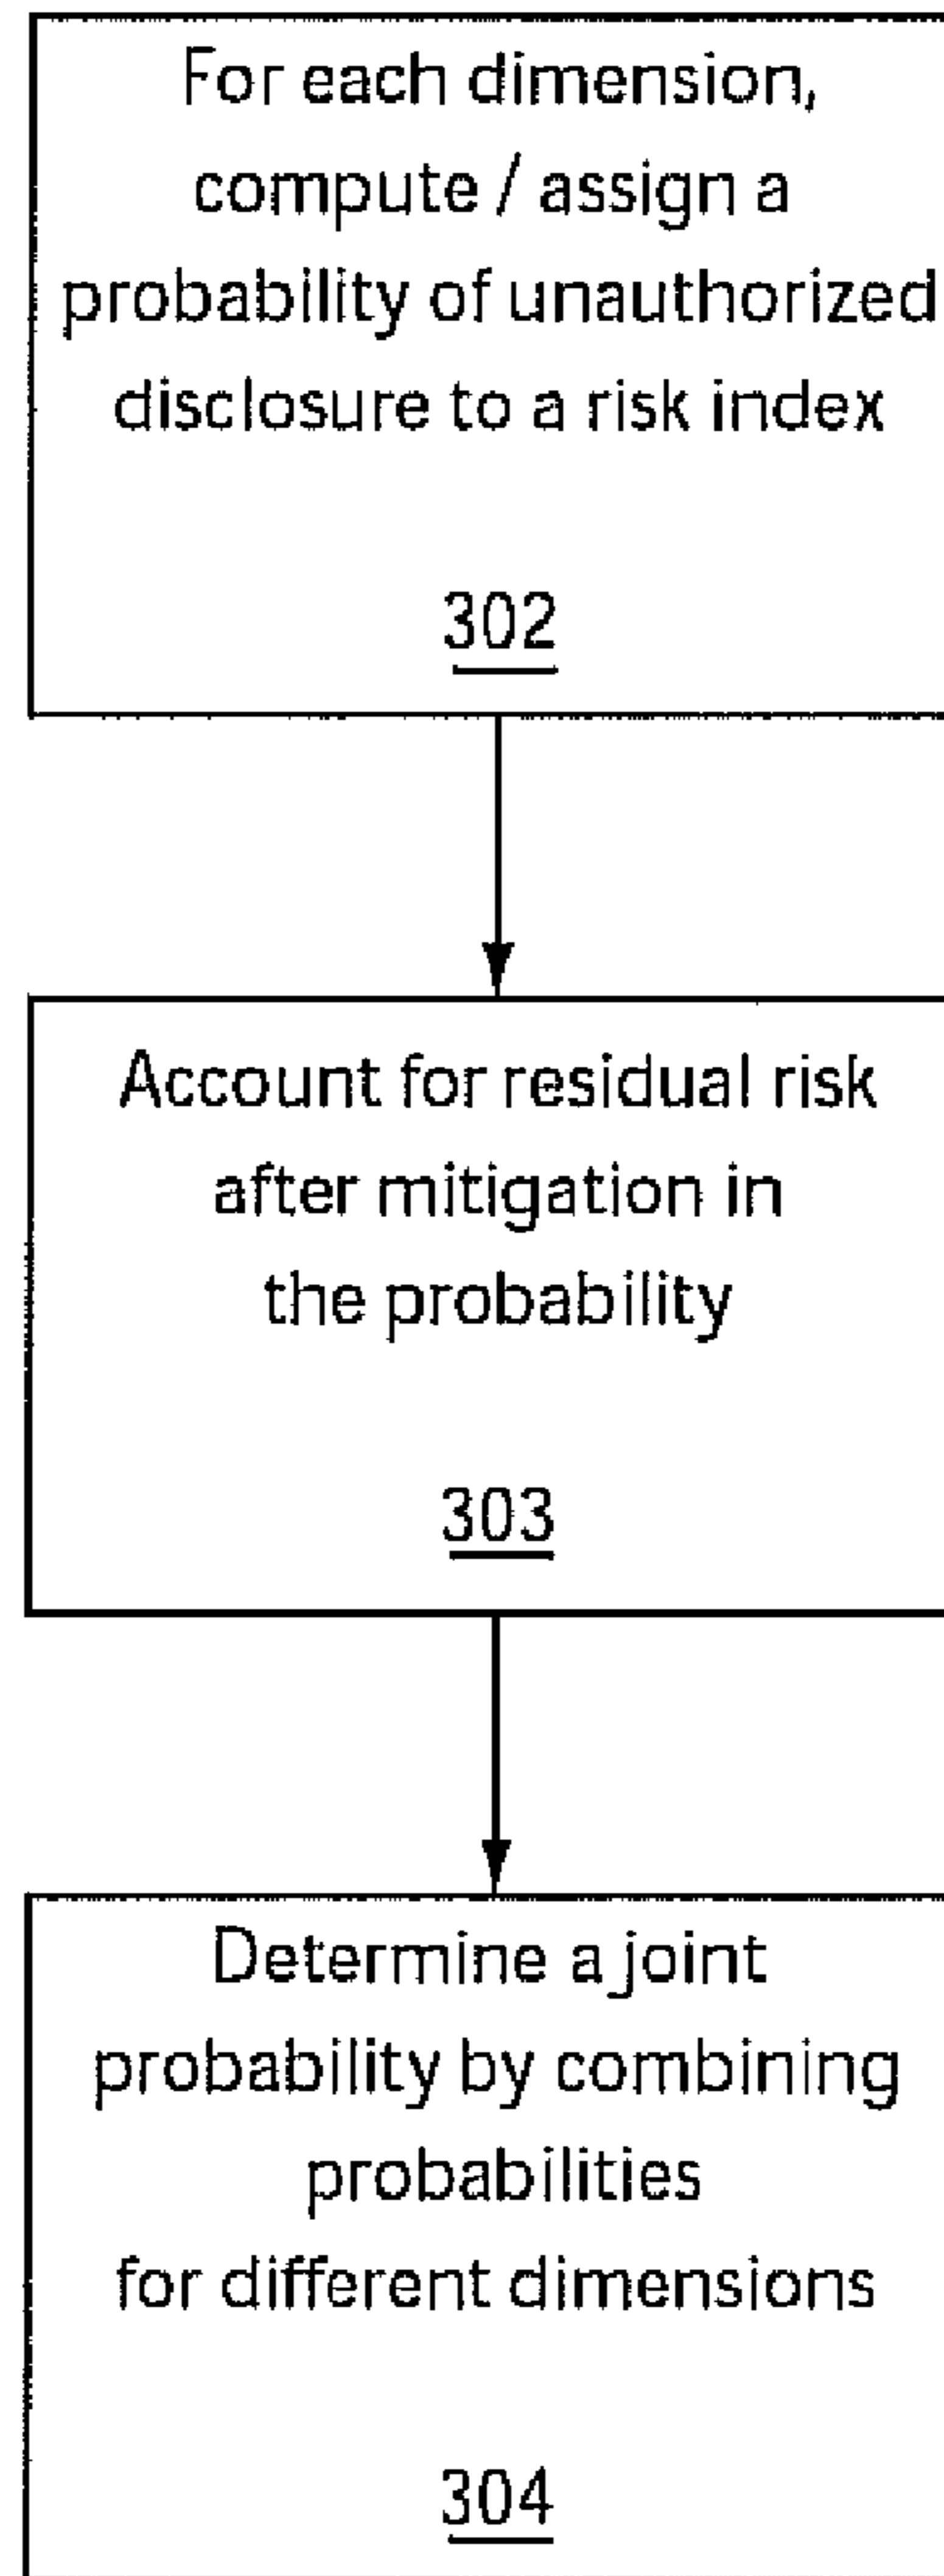 For each dimension,
compute / assign a
probability of unauthorized
disclosure to a risk index
302
Account for residual risk
after mitigation in
the probability
303
Determine a joint
probability by combining
probabilities
for different dimensions
304